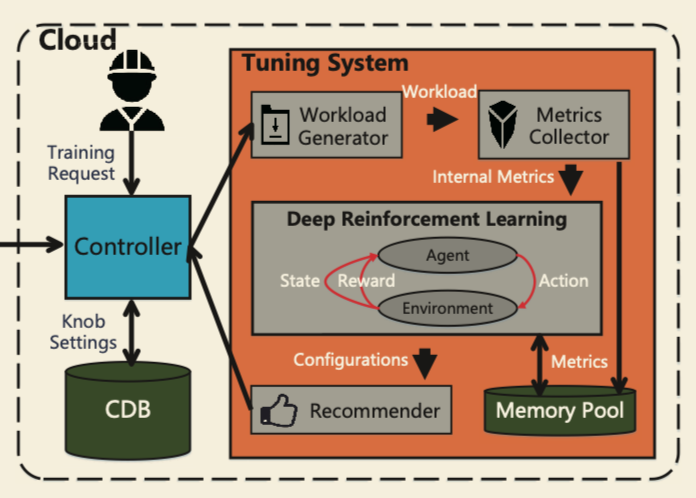 Cloud
Tuning System
Workload
Workload
Generator
Metrics
Collector
Training
Request
Internal Metrics
Controller
Deep Reinforcement Learning
Agent
State
Reward
Action
Environment
Knob
Settings
Configurations
Metrics
CDB
Recommender
Memory Pool